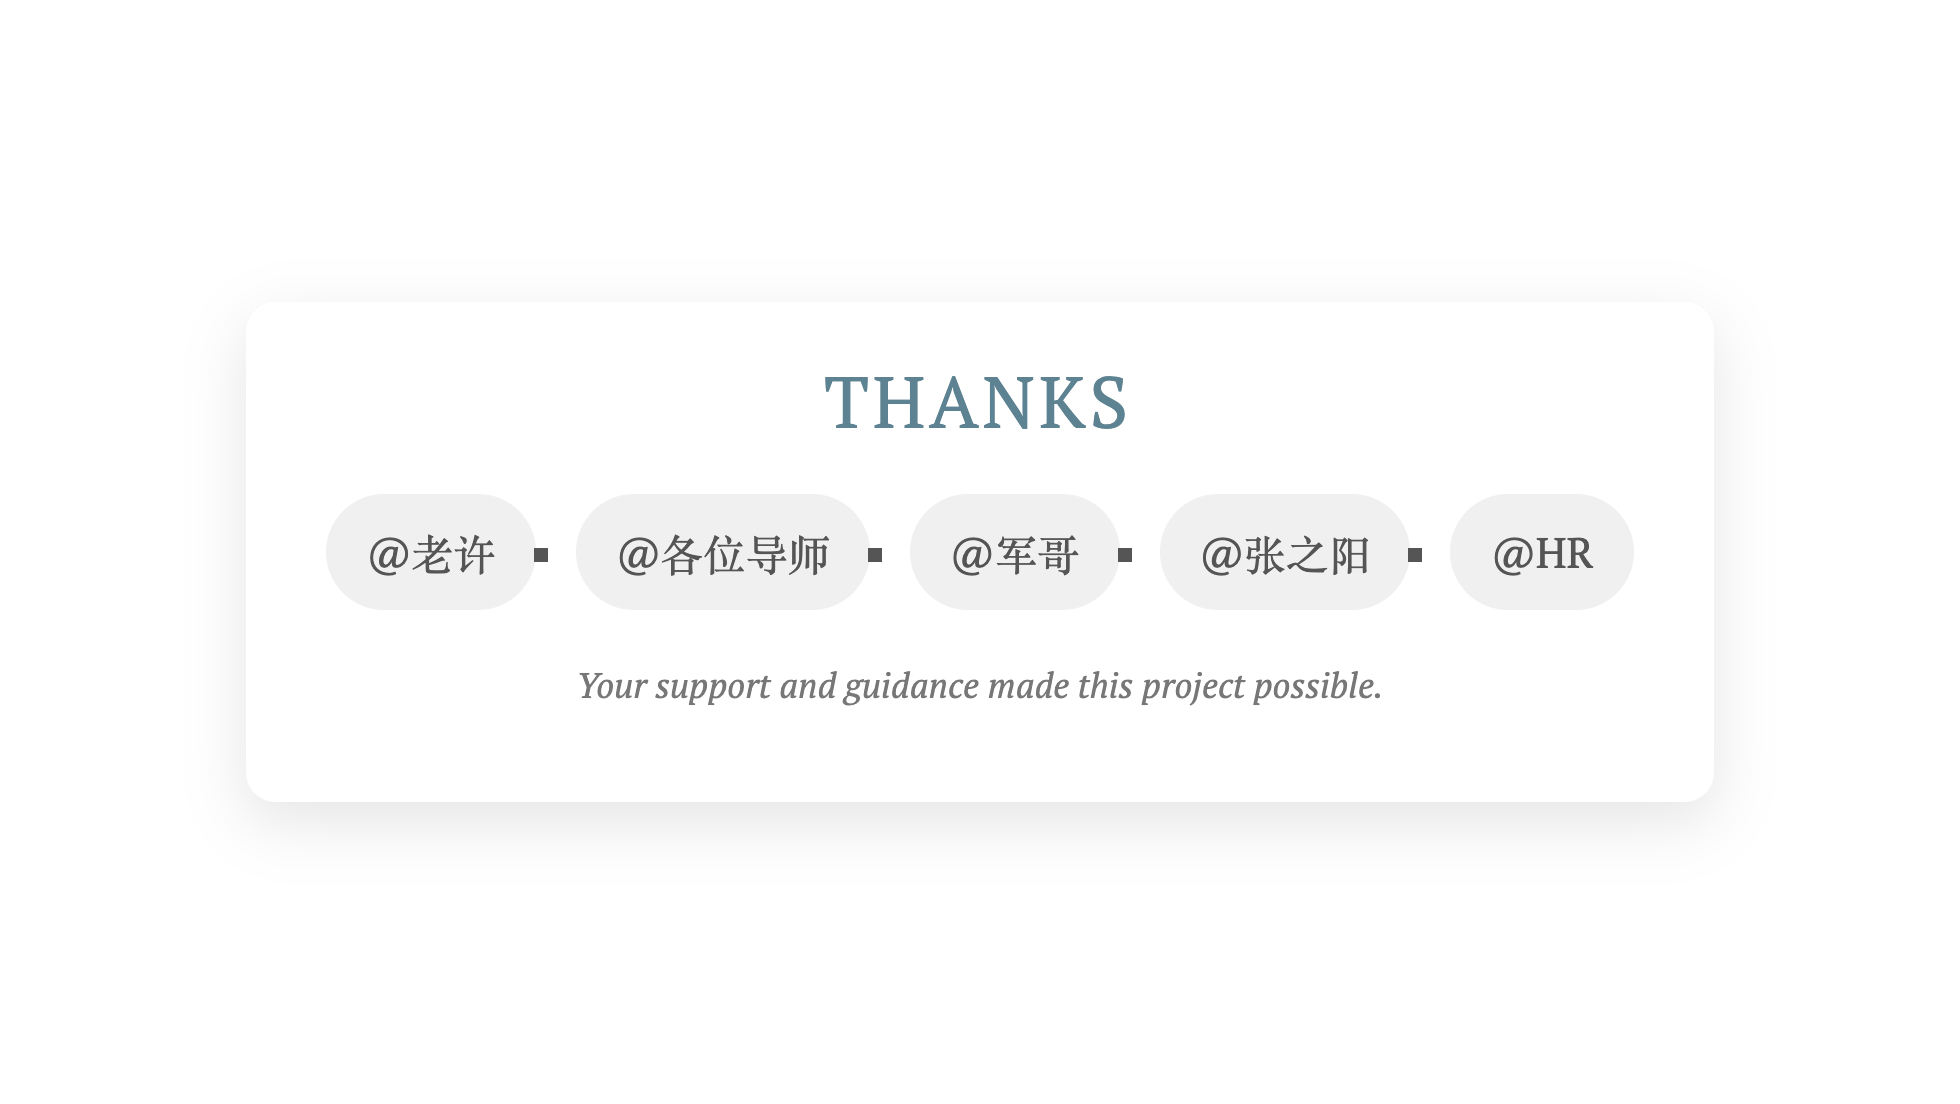 THANKS
@老许 ▪ @各位导师 ▪ @军哥 ▪ @张之阳 ▪ @HR
Your support and guidance made this project possible.